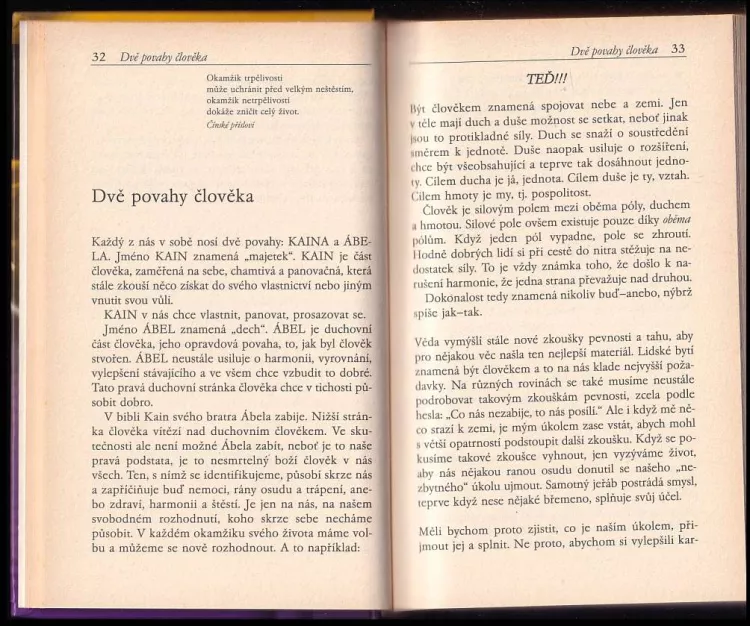 32 Dvě povahy člověka
Okamžik trpělivosti
může uchránit před velkým neštěstím,
okamžik netrpělivosti
dokáže zničit celý život.
Čínské přísloví
Dvě povahy člověka
Každý z nás v sobě nosí dvě povahy: KAINA a ÁBE-
LA. Jméno KAIN znamená „majetek". KAIN je část
člověka, zaměřená na sebe, chamtivá a panovačná, která
stále zkouší něco získat do svého vlastnictví nebo jiným
vnutit svou vůli.
KAIN v nás chce vlastnit, panovat, prosazovat se.
Jméno ÁBEL znamená „dech". ÁBEL je duchovní
část člověka, jeho opravdová povaha, to, jak byl člověk
stvořen. ÁBEL neustále usiluje o harmonii, vyrovnání,
vylepšení stávajícího a ve všem chce vzbudit to dobré.
Tato pravá duchovní stránka člověka chce v tichosti pů-
sobit dobro.
V bibli Kain svého bratra Ábela zabije. Nižší strán-
ka člověka vítězí nad duchovním člověkem. Ve sku-
tečnosti ale není možné Ábela zabít, neboť je to naše
pravá podstata, je to nesmrtelný boží člověk v nás
všech. Ten, s nímž se identifikujeme, působí skrze nás
a zapříčiňuje buď nemoci, rány osudu a trápení, ane-
bo zdraví, harmonii a štěstí. Je jen na nás, na našem
svobodném rozhodnutí, koho skrze sebe necháme
působit. V každém okamžiku svého života máme vol-
bu a můžeme se nově rozhodnout. A to například:
Dvě povahy člověka 33
TEĎ!!!
Být člověkem znamená spojovat nebe a zemi. Jen
v těle mají duch a duše možnost se setkat, neboť jinak
jsou to protikladné síly. Duch se snaží o soustředění
směrem k jednotě. Duše naopak usiluje o rozšíření,
chce být všeobsahující a teprve tak dosáhnout jedno-
ty. Cílem ducha je já, jednota. Cílem duše je ty, vztah.
Cílem hmoty je my, tj. pospolitost.
Člověk je silovým polem mezi oběma póly, duchem
a hmotou. Silové pole ovšem existuje pouze díky oběma
pólům. Když jeden pól vypadne, pole se zhroutí.
Hodně dobrých lidí si při cestě do nitra stěžuje na ne-
dostatek síly. To je vždy známka toho, že došlo k na-
rušení harmonie, že jedna strana převažuje nad druhou.
Dokonalost tedy znamená nikoliv buď–anebo, nýbrž
spíše jak–tak.
Věda vymýšlí stále nové zkoušky pevnosti a tahu, aby
pro nějakou věc našla ten nejlepší materiál. Lidské bytí
znamená být člověkem a to na nás klade nejvyšší poža-
davky. Na různých rovinách se také musíme neustále
podrobovat takovým zkouškám pevnosti, zcela podle
hesla: „Co nás nezabije, to nás posílí." Ale i když mě ně-
co srazí k zemi, je mým úkolem zase vstát, abych mohl
s větší opatrností podstoupit další zkoušku. Když se po-
kusíme takové zkoušce vyhnout, jen vyzýváme život,
aby nás nějakou ranou osudu donutil se našeho „ne-
zbytného" úkolu ujmout. Samotný jeřáb postrádá smysl,
teprve když nese nějaké břemeno, splňuje svůj účel.
Měli bychom proto zjistit, co je naším úkolem, při-
jmout jej a splnit. Ne proto, abychom si vylepšili kar-